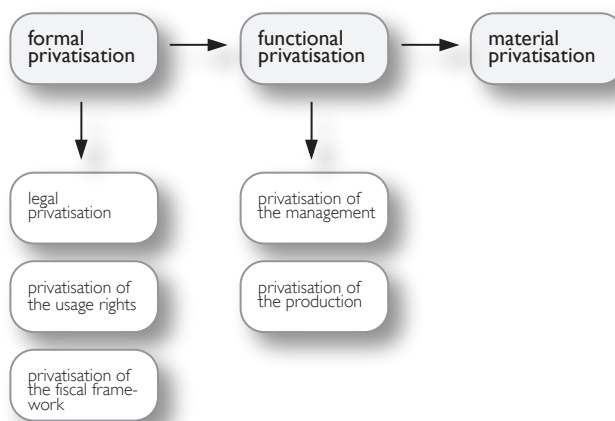 formal
privatisation
functional
privatisation
material
privatisation
legal
privatisation
privatisation of
the usage rights
privatisation of
the fiscal frame-
work
privatisation of
the management
privatisation of
the production